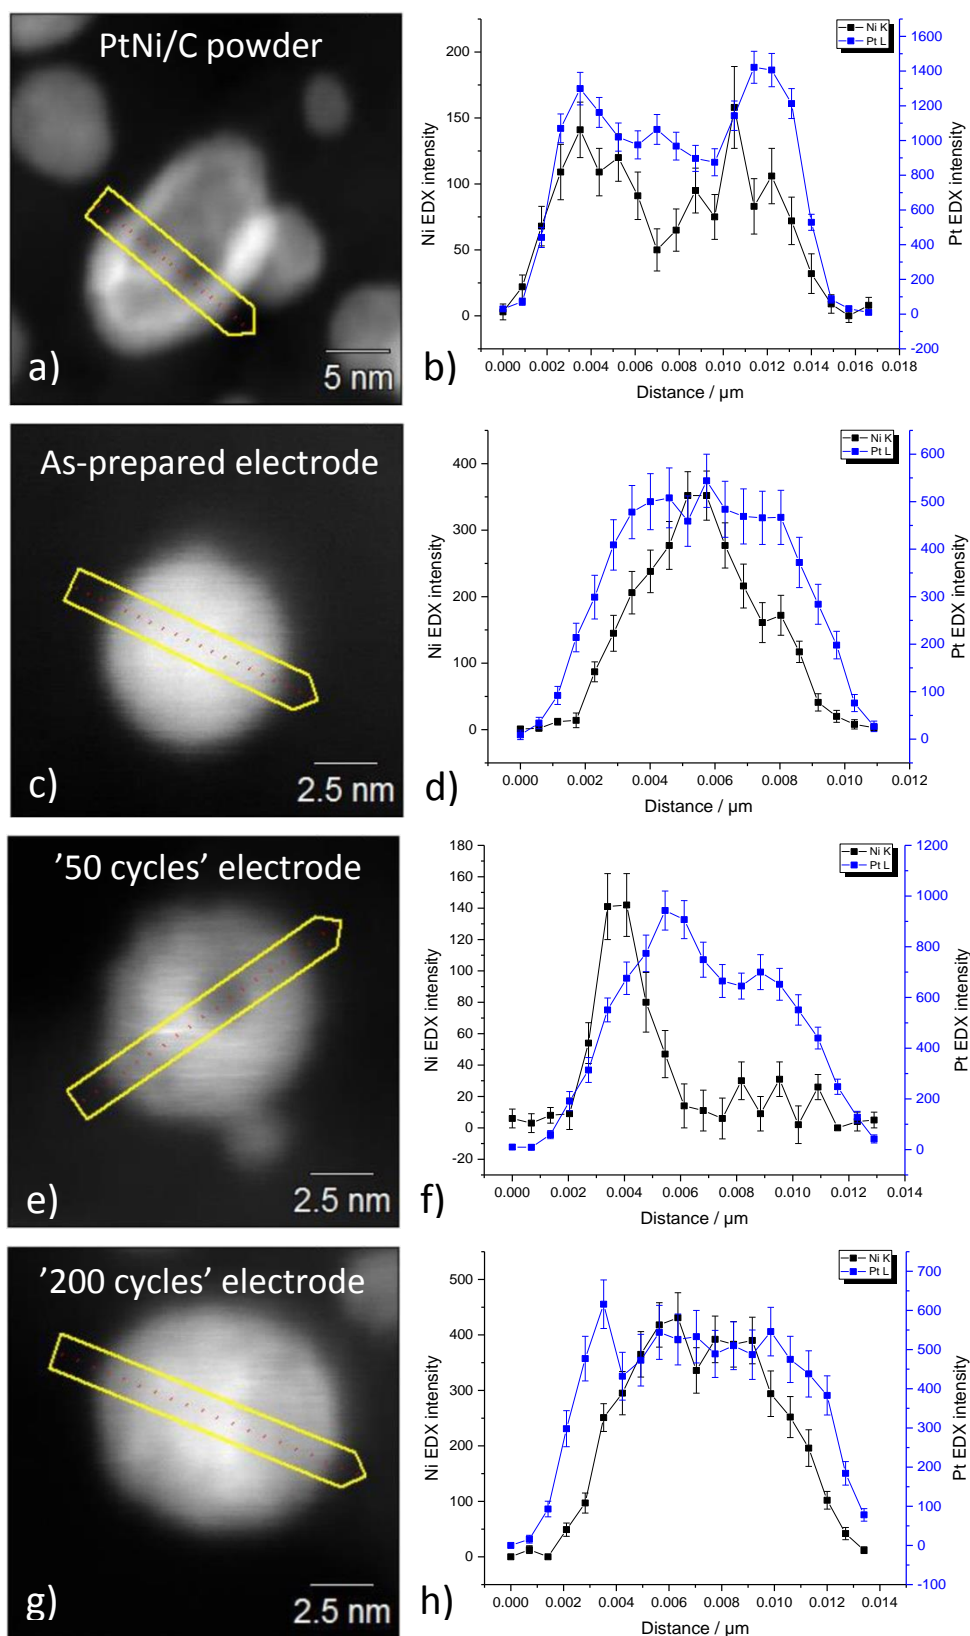 PtNi/C powder
a)
5 nm
Ni K
Pt L
200
150
100
50
0
Ni EDX intensity
1600
1400
1200
1000
800
600
400
200
0
-200
Pt EDX intensity
0.000 0.002 0.004 0.006 0.008 0.010 0.012 0.014 0.016 0.018
Distance / µm
b)
As-prepared electrode
c)
2.5 nm
Ni K
Pt L
400
300
200
100
0
Ni EDX intensity
600
500
400
300
200
100
0
Pt EDX intensity
0.000 0.002 0.004 0.006 0.008 0.010 0.012
Distance / µm
d)
’50 cycles’ electrode
e)
2.5 nm
Ni K
Pt L
180
160
140
120
100
80
60
40
20
0
-20
Ni EDX intensity
1200
1000
800
600
400
200
0
Pt EDX intensity
0.000 0.002 0.004 0.006 0.008 0.010 0.012 0.014
Distance / µm
f)
’200 cycles’ electrode
g)
2.5 nm
Ni K
Pt L
500
400
300
200
100
0
Ni EDX intensity
700
600
500
400
300
200
100
0
-100
Pt EDX intensity
0.000 0.002 0.004 0.006 0.008 0.010 0.012 0.014
Distance / µm
h)